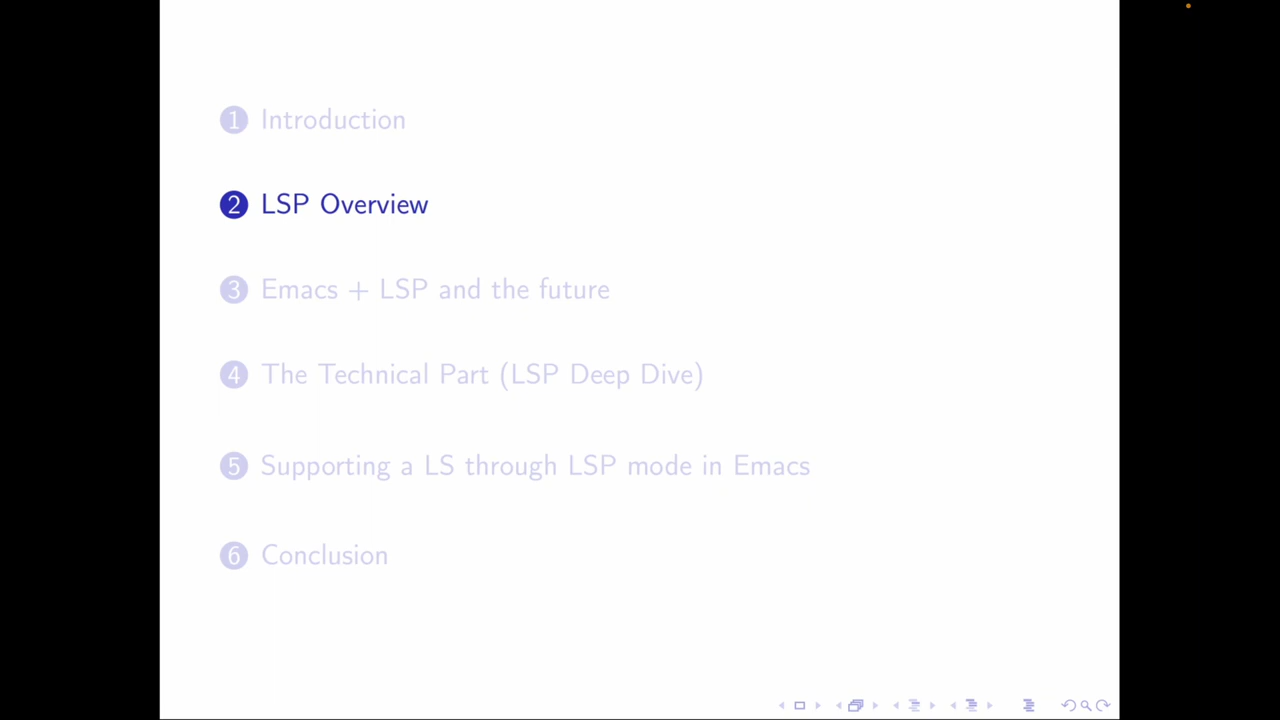 1 Introduction
2 LSP Overview
3 Emacs + LSP and the future
4 The Technical Part (LSP Deep Dive)
5 Supporting a LS through LSP mode in Emacs
6 Conclusion